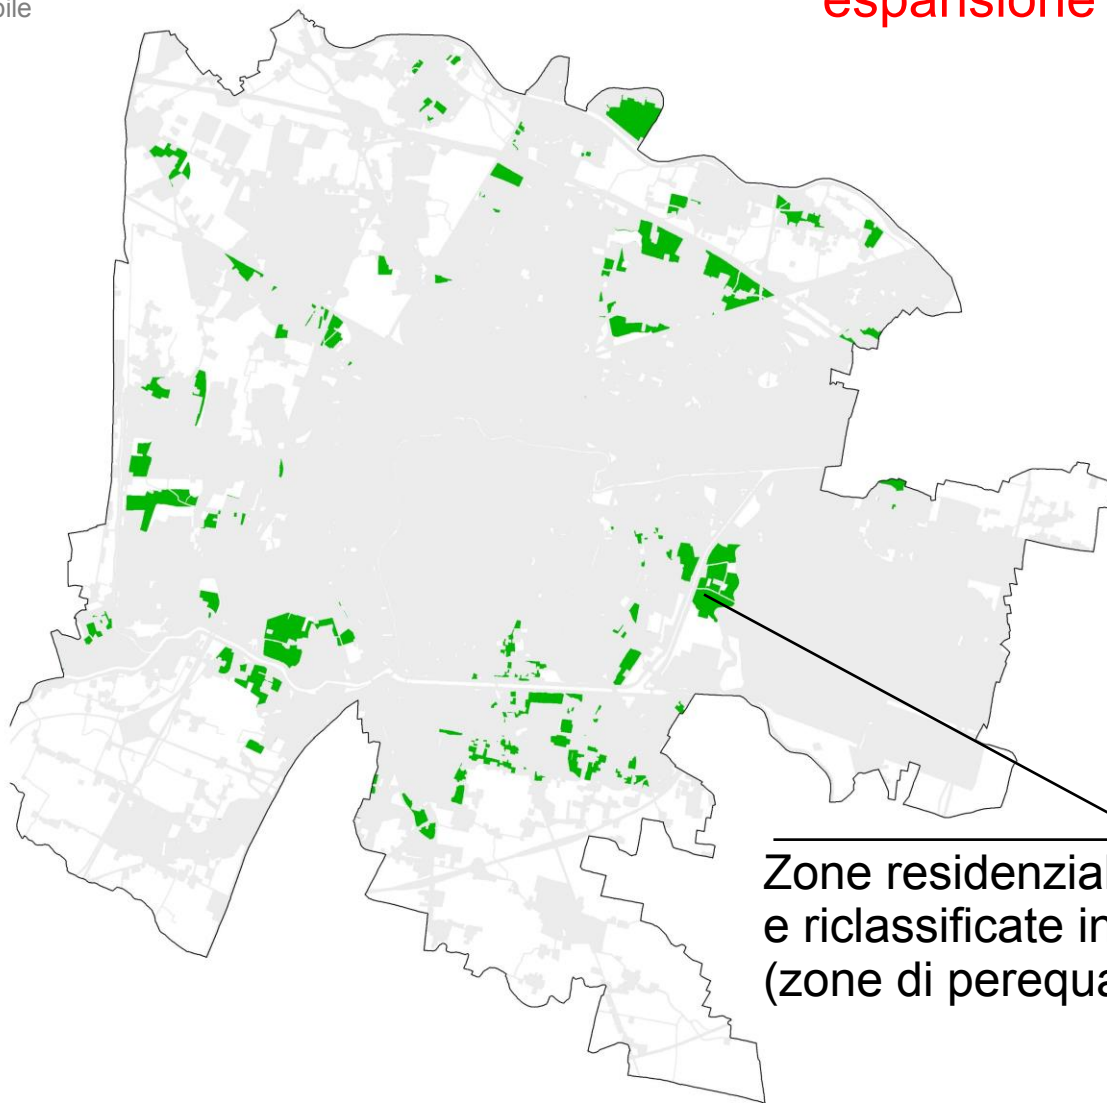 espansione
Zone residenzial
e riclassificate in
(zone di perequa